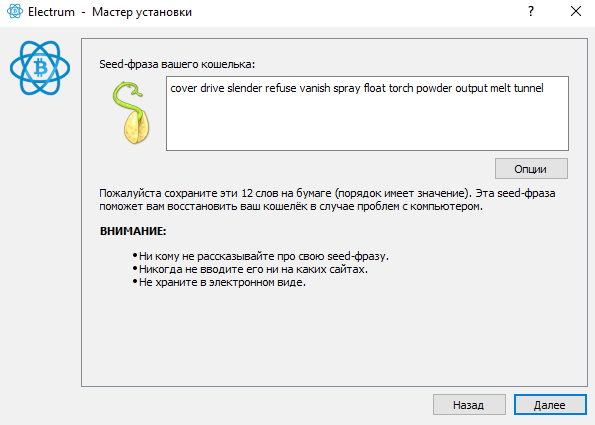 Electrum - Мастер установки
Seed-фраза вашего кошелька:
cover drive slender refuse vanish spray float torch powder output melt tunnel
Опции
Пожалуйста сохраните эти 12 слов на бумаге (порядок имеет значение). Эта seed-фраза
поможет вам восстановить ваш кошелёк в случае проблем с компьютером.
ВНИМАНИЕ:
• Ни кому не рассказывайте про свою seed-фразу.
• Никогда не вводите его ни на каких сайтах.
• Не храните в электронном виде.
Назад
Далее